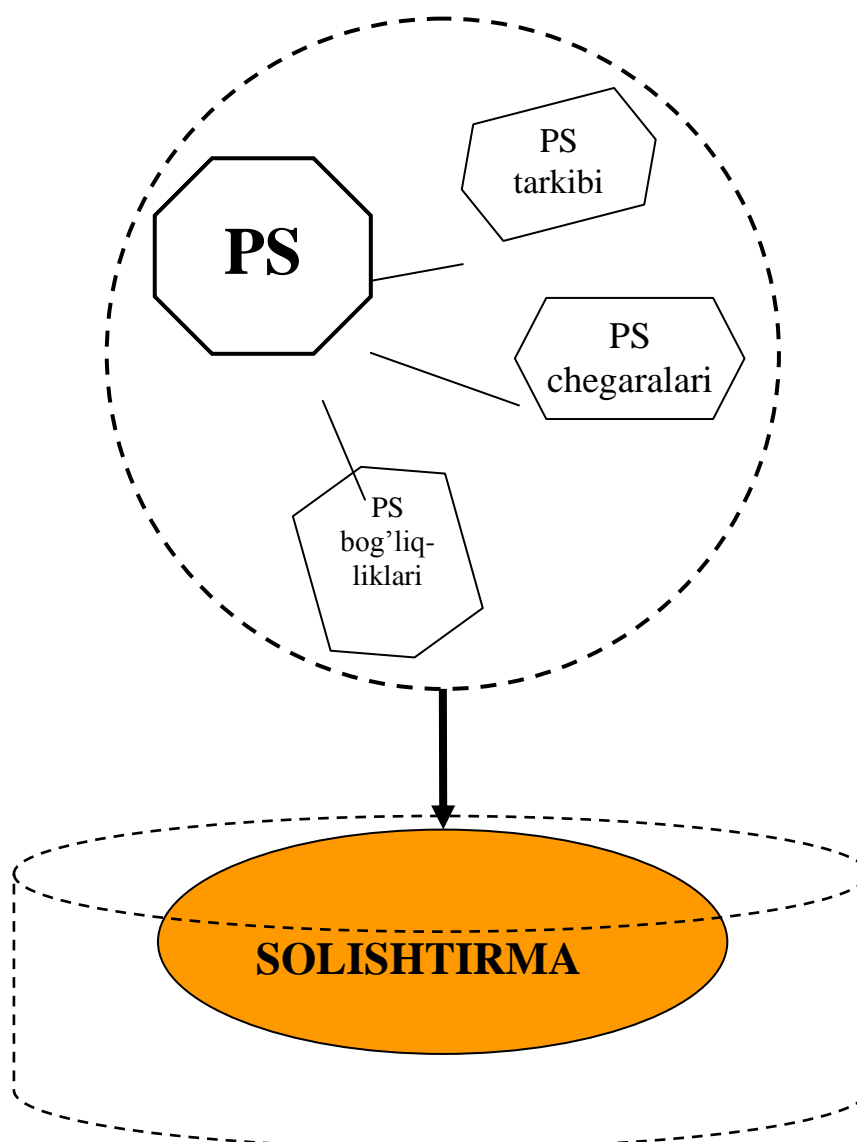 PS
tarkibi
PS
PS
chegaralari
PS
bog’liq-
liklari
SOLISHTIRMA